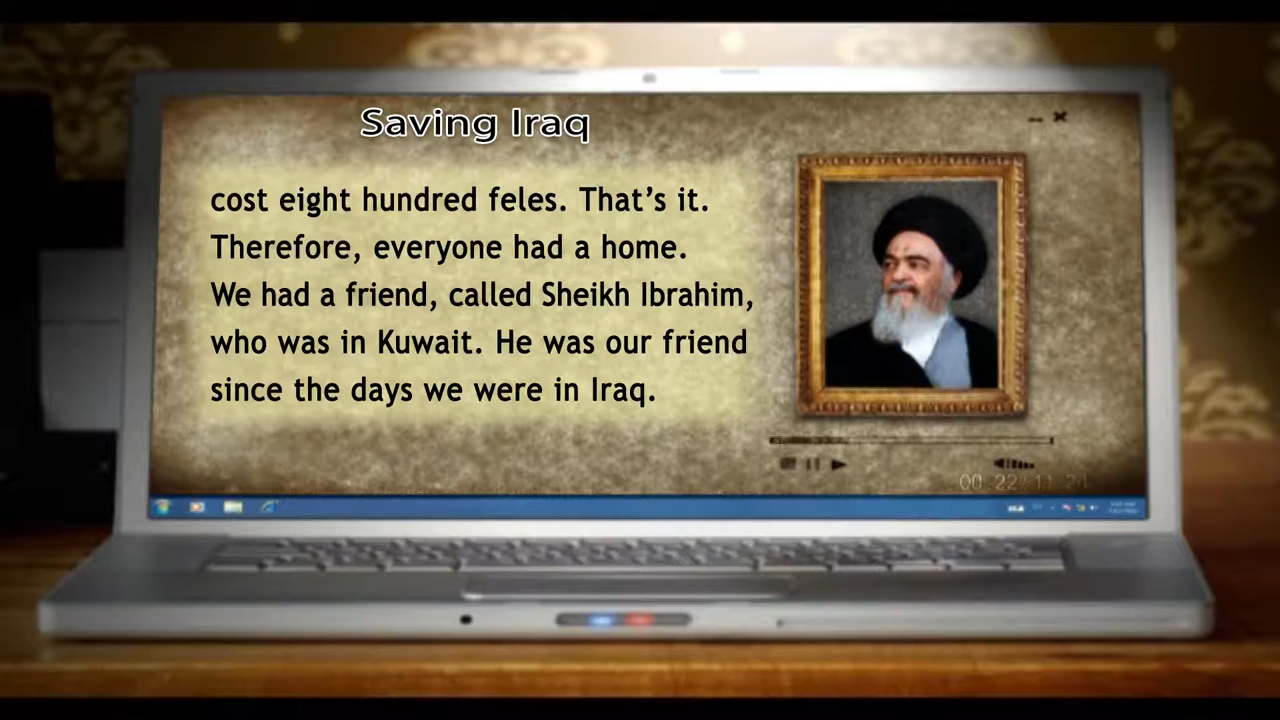 Saving Iraq
cost eight hundred feles. That's it.
Therefore, everyone had a home.
We had a friend, called Sheikh Ibrahim,
who was in Kuwait. He was our friend
since the days we were in Iraq.